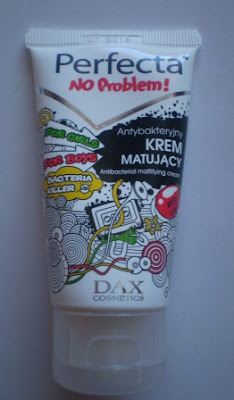 Perfecta
NO Problem!
FOR GIRLS
FOR BOYS
BACTERIA
KILLER
Antybakteryjny
KREM
MATUJĄCY
Antibacterial mattifying cream
DAX
COSMETICS